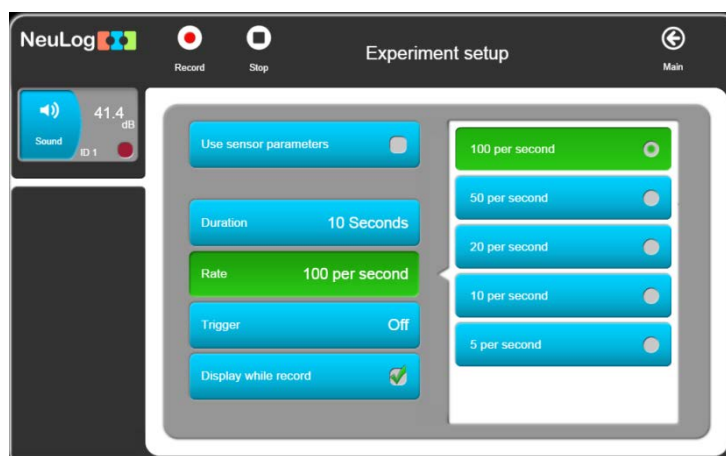 NeuLog
Record
Stop
Experiment setup
Main
Sound
41.4
dB
ID 1
Use sensor parameters
Duration 10 Seconds
Rate 100 per second
Trigger Off
Display while record
100 per second
50 per second
20 per second
10 per second
5 per second